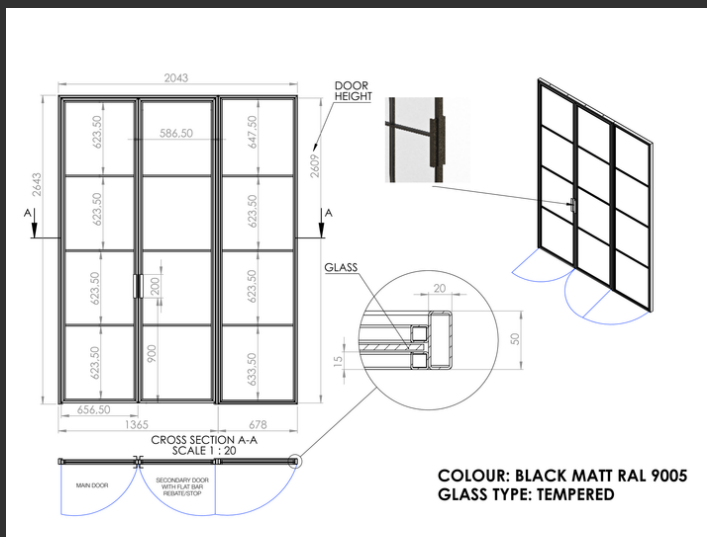 2043
DOOR
HEIGHT
623.50
586.50
647.50
2643
2609
623.50
623.50
A
A
623.50
623.50
200
GLASS
20
50
15
623.50
900
633.50
656.50
1365
678
CROSS SECTION A-A
SCALE 1 : 20
MAIN DOOR
SECONDARY DOOR
WITH FLAT BAR
REBATE/STOP
COLOUR: BLACK MATT RAL 9005
GLASS TYPE: TEMPERED